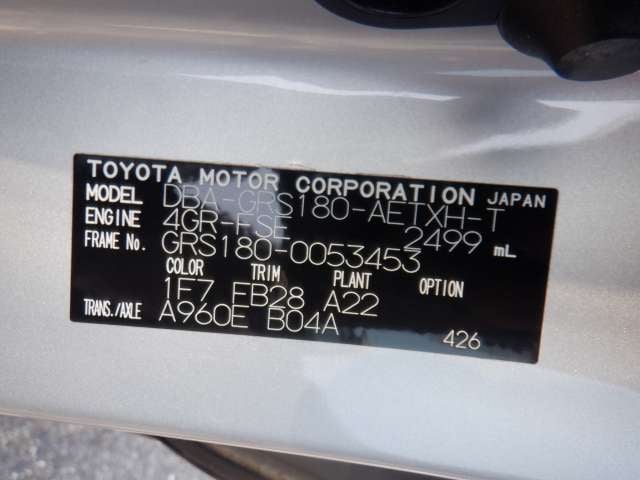 TOYOTA MOTOR CORPORATION JAPAN
MODEL DBA-GRS180-AETXH-T
ENGINE 4GR-FSE 2499 mL
FRAME No. GRS180-0053453
COLOR TRIM PLANT OPTION
1F7 FB28 A22
TRANS./AXLE A960E B04A
426